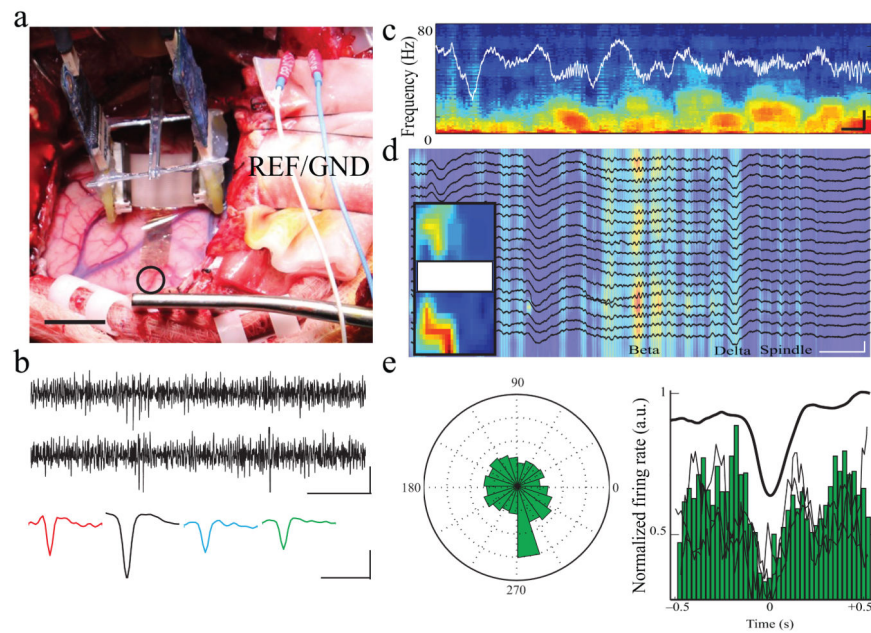 a
REF/GND
b
c
80
Frequency (Hz)
0
d
Beta
Delta
Spindle
e
90
180
0
270
Normalized firing rate (a.u.)
1
0.5
-0.5
0
+0.5
Time (s)